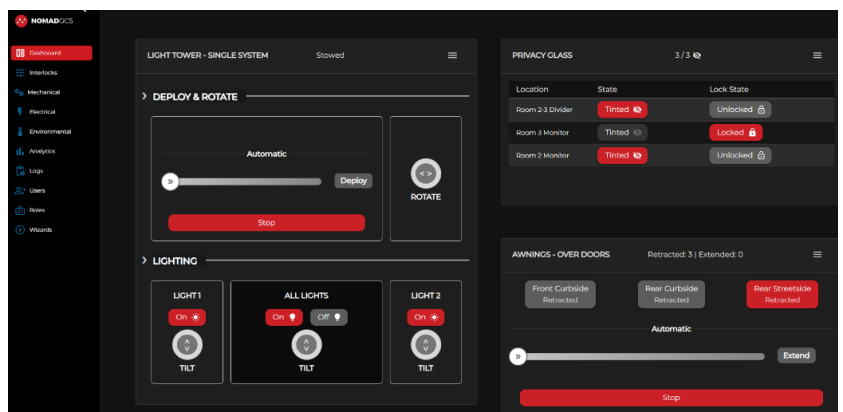 NOMADGCS
Dashboard
Interlocks
Mechanical
Electrical
Environmental
Analytics
Logs
Users
Roles
Wizards
LIGHT TOWER - SINGLE SYSTEM Stowed
DEPLOY & ROTATE
Automatic
Deploy
Stop
ROTATE
LIGHTING
LIGHT 1
On
TILT
ALL LIGHTS
On Off
TILT
LIGHT 2
On
TILT
PRIVACY GLASS 3/3
Location State Lock State
Room 2-3 Divider Tinted Unlocked
Room 3 Monitor Tinted Locked
Room 2 Monitor Tinted Unlocked
AWNINGS - OVER DOORS Retracted: 3 | Extended: 0
Front Curbside
Retracted
Rear Curbside
Retracted
Rear Streetside
Retracted
Automatic
Extend
Stop